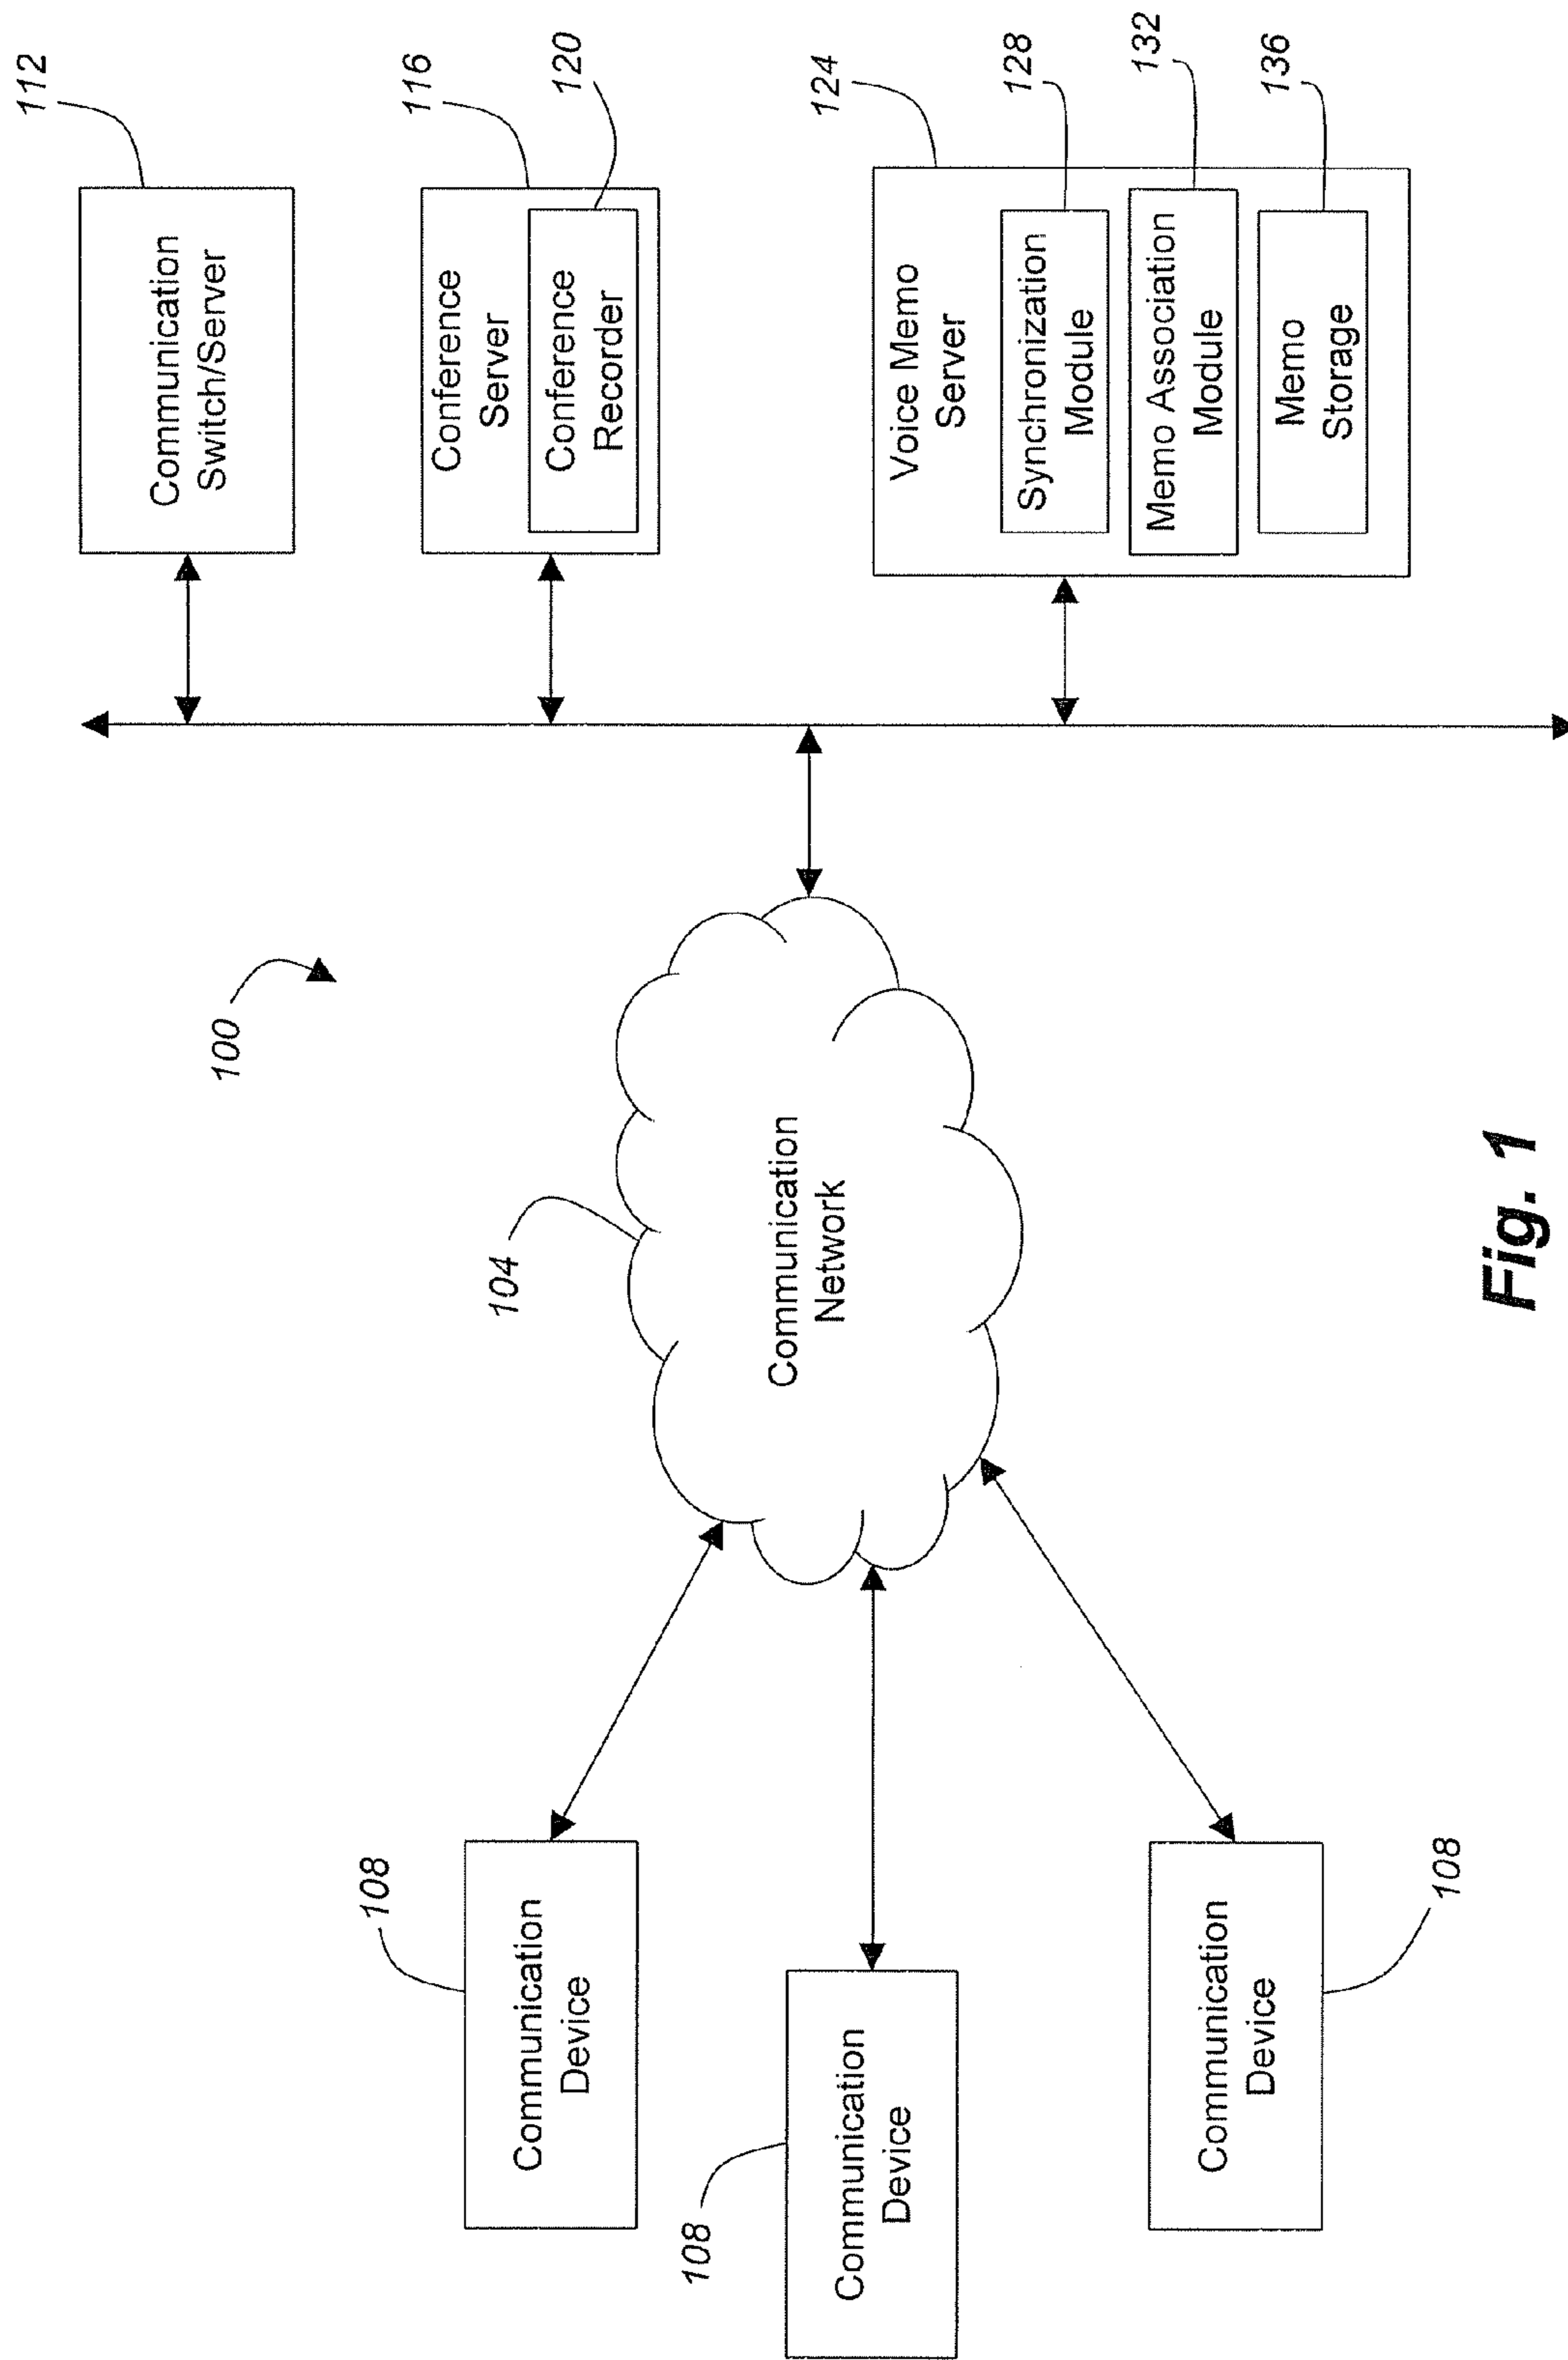 112
Communication
Switch/Server
116
120
Conference
Server
Conference
Recorder
124
128
132
136
Voice Memo
Server
Synchronization
Module
Memo Association
Module
Memo
Storage
100
104
Communication
Network
108
Communication
Device
108
Communication
Device
108
Communication
Device
Fig. 1